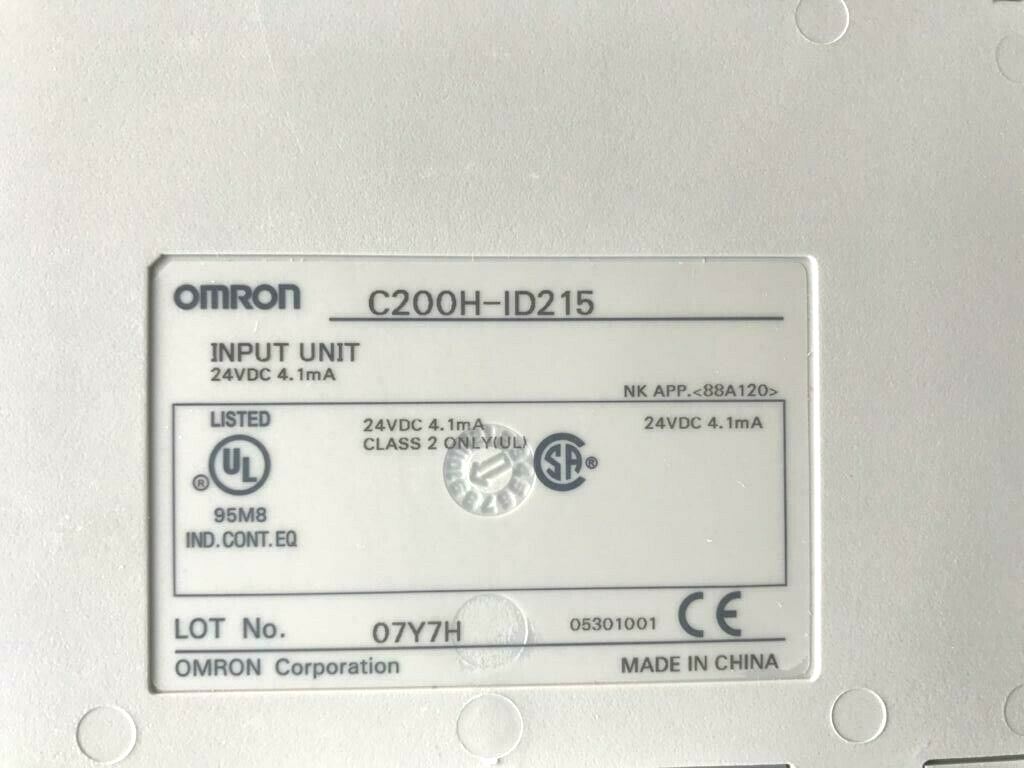 OMRON C200H-ID215
INPUT UNIT
24VDC 4.1mA
NK APP.<88A120>
LISTED
UL
®
95M8
IND.CONT.EQ
24VDC 4.1mA
CLASS 2 ONLY(UL)
SA ®
24VDC 4.1mA
LOT No. 07Y7H 05301001 CE
OMRON Corporation MADE IN CHINA